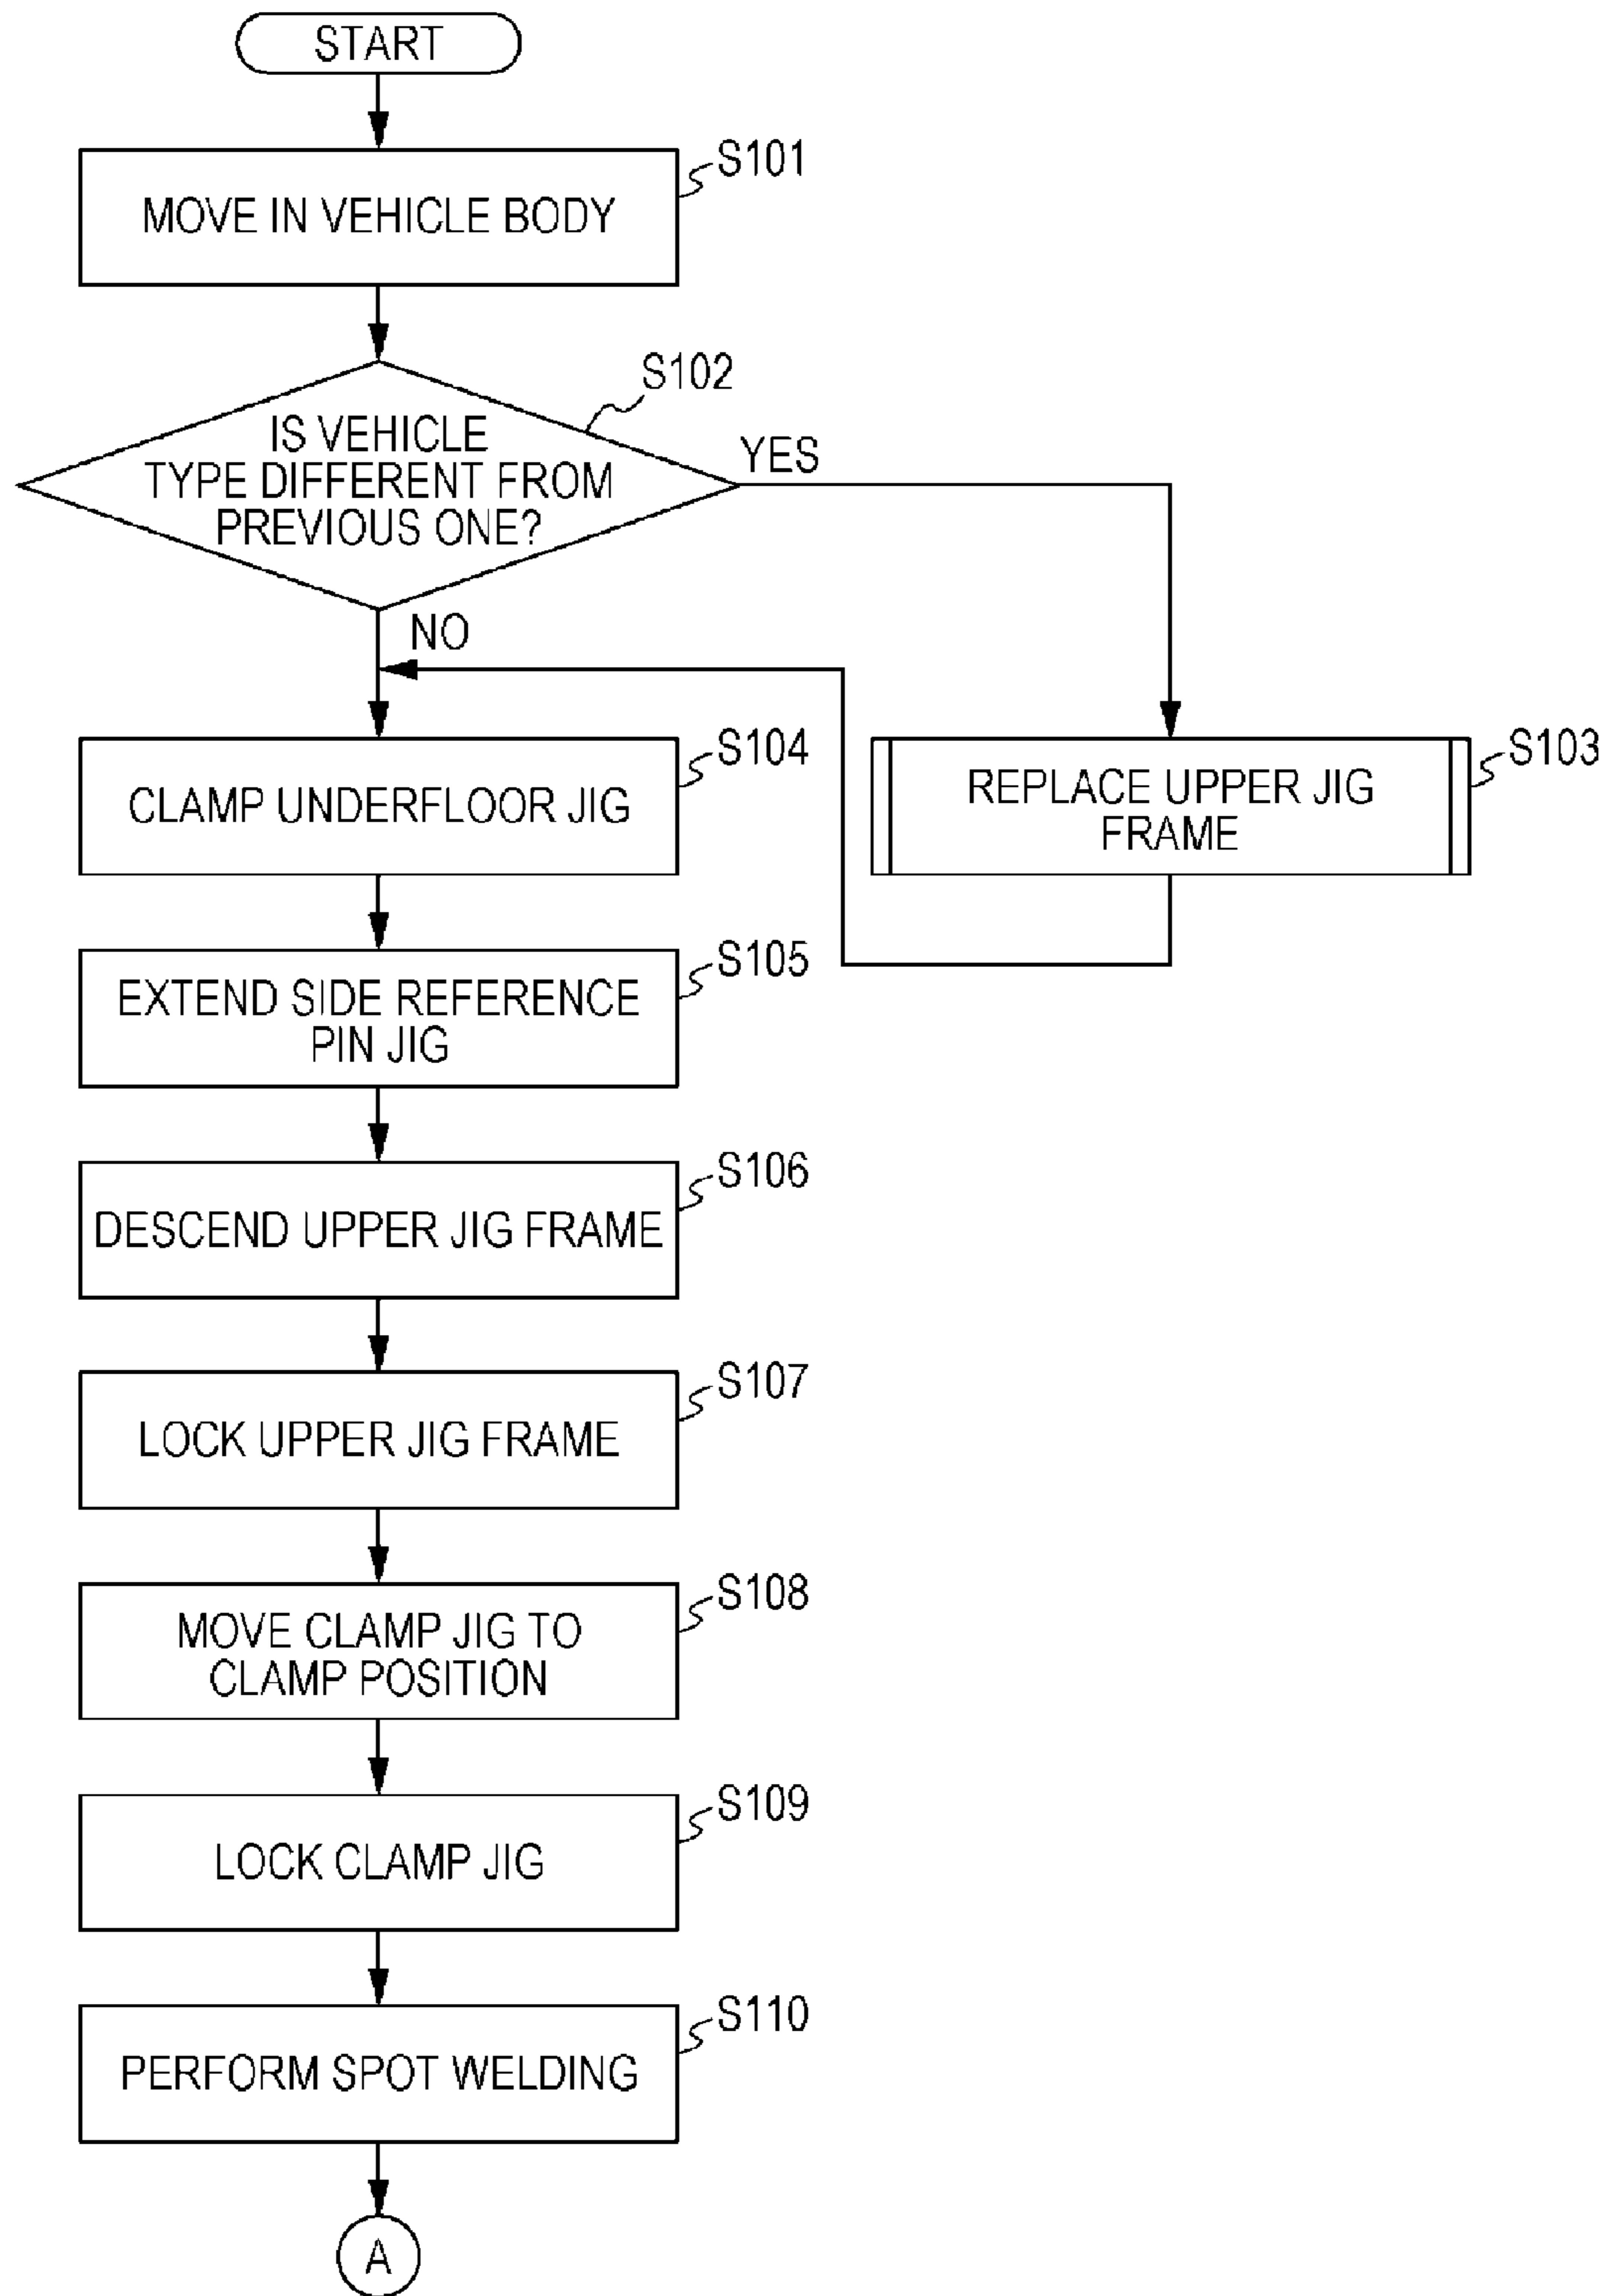 START
S101
MOVE IN VEHICLE BODY
S102
IS VEHICLE
TYPE DIFFERENT FROM
PREVIOUS ONE?
YES
NO
S103
REPLACE UPPER JIG
FRAME
S104
CLAMP UNDERFLOOR JIG
S105
EXTEND SIDE REFERENCE
PIN JIG
S106
DESCEND UPPER JIG FRAME
S107
LOCK UPPER JIG FRAME
S108
MOVE CLAMP JIG TO
CLAMP POSITION
S109
LOCK CLAMP JIG
S110
PERFORM SPOT WELDING
A